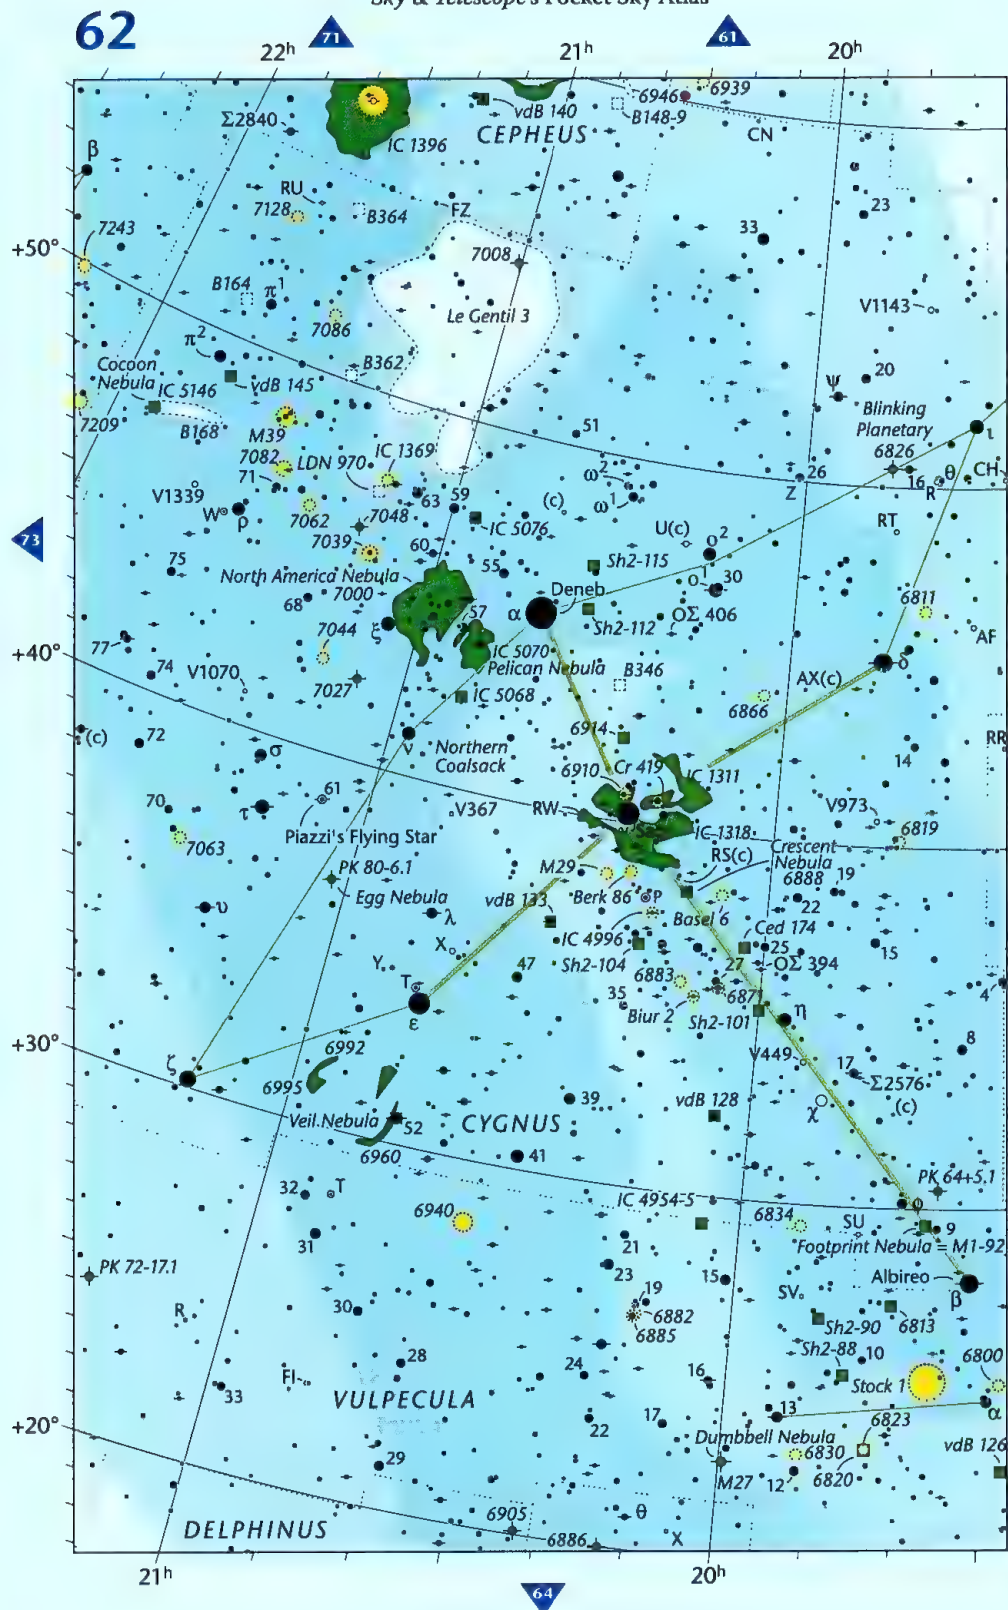 Sky & Telescope's Pocket Sky Atlas
62
22h
71
21h
61
20h
6946
6939
vdB 140
B148-9
Σ2840
CEPHEUS
CN
IC 1396
β
RU
7128
B364
FZ
23
33
7243
+50°
7008
B164
π1
V1143
Le Gentil 3
7086
π2
B362
20
Cocoon
Nebula
IC 5146
vdB 145
ψ
Blinking
Planetary
7209
B168
M39
51
ι
7082
LDN 970
IC 1369
6826
71
63
59
ω2
26
16
θ
CH
V1339
(c)
ω1
Z
R
W
ρ
7062
7048
IC 5076
U(c)
ο2
RT
73
7039
60
75
55
Sh2-115
ο1
30
North America Nebula
7000
Deneb
6811
68
57
α
ΟΣ 406
ξ
Sh2-112
77
7044
IC 5070
AF
+40°
Pelican Nebula
B346
δ
74
V1070
7027
IC 5068
AX(c)
6866
(c)
72
6914
σ
ν
Northern
Coalsack
RR
14
6910
Cr 419
IC 1311
70
61
τ
V367
RW
V973
7063
Piazzi's Flying Star
IC 1318
6819
M29
RS(c)
Crescent
Nebula
PK 80-6.1
Egg Nebula
Berk 86
P
6888
19
υ
λ
vdB 133
Basel 6
22
X
IC 4996
Ced 174
15
Y
Sh2-104
25
47
6883
27
ΟΣ 394
T
35
6871
4
ε
Biur 2
Sh2-101
η
+30°
6992
8
ζ
V449
17
6995
Σ2576
39
vdB 128
χ
(c)
Veil Nebula
52
CYGNUS
6960
41
32
T
PK 64+5.1
IC 4954-5
φ
6940
6834
SU
9
31
21
Footprint Nebula = M1-92
PK 72-17.1
23
15
Albireo
19
SV
β
R
30
6882
6885
Sh2-90
6813
Sh2-88
28
24
10
6800
FI
16
Stock 1
33
VULPECULA
13
α
+20°
22
17
6823
Dumbbell Nebula
6830
vdB 126
29
M27
12
6820
6905
θ
DELPHINUS
6886
X
21h
20h
64